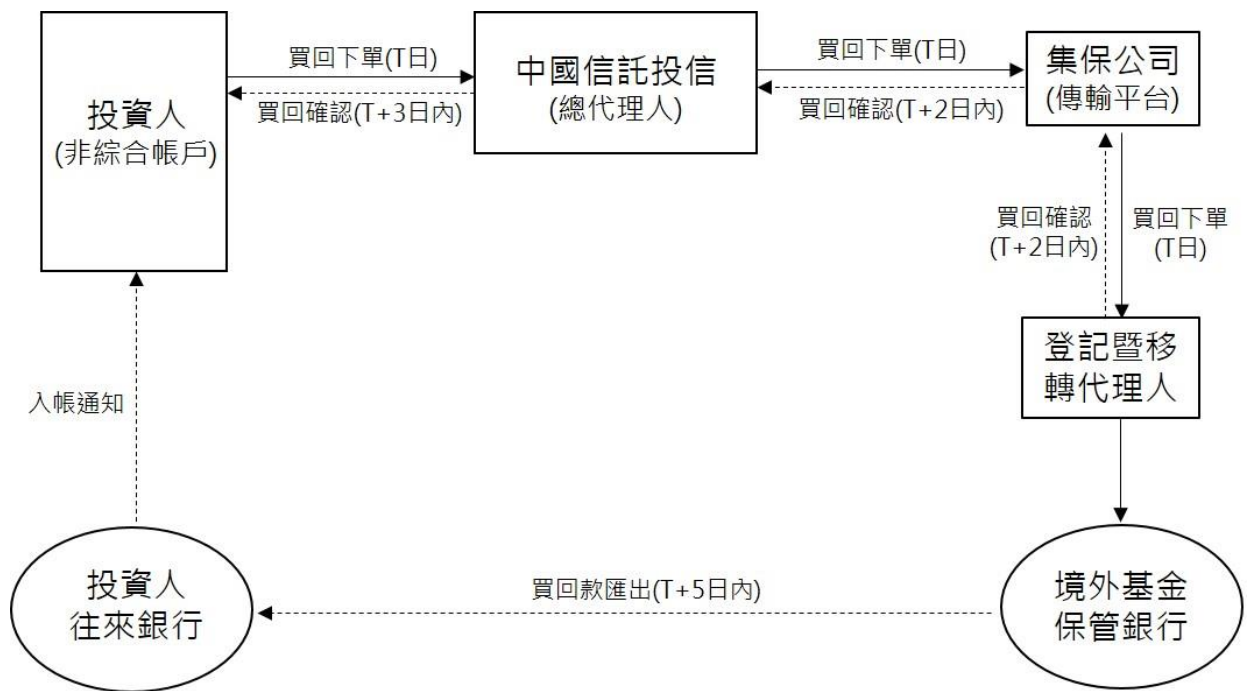 投資人
(非綜合帳戶)
買回下單(T日)
買回確認(T+3日內)
中國信託投信
(總代理人)
買回下單(T日)
買回確認(T+2日內)
集保公司
(傳輸平台)
買回確認
(T+2日內)
買回下單
(T日)
登記暨移
轉代理人
入帳通知
投資人
往來銀行
買回款匯出(T+5日內)
境外基金
保管銀行